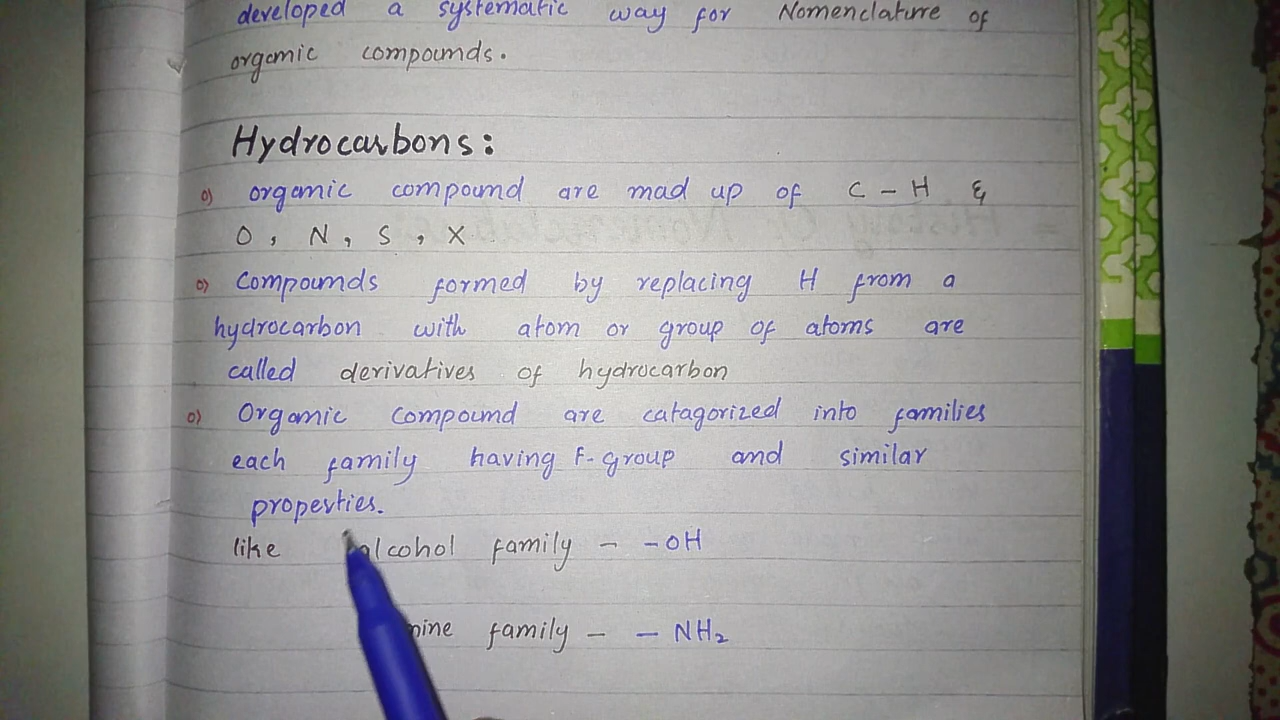 developed a systematic way for Nomenclature of
organic compounds.
Hydrocarbons:
o) organic compound are mad up of C - H &
O, N, S, X
o) Compounds formed by replacing H from a
hydrocarbon with atom or group of atoms are
called derivatives of hydrocarbon
o) Organic compound are catagorized into families
each family having F-group and similar
properties.
like alcohol family - -OH
family - - NH₂